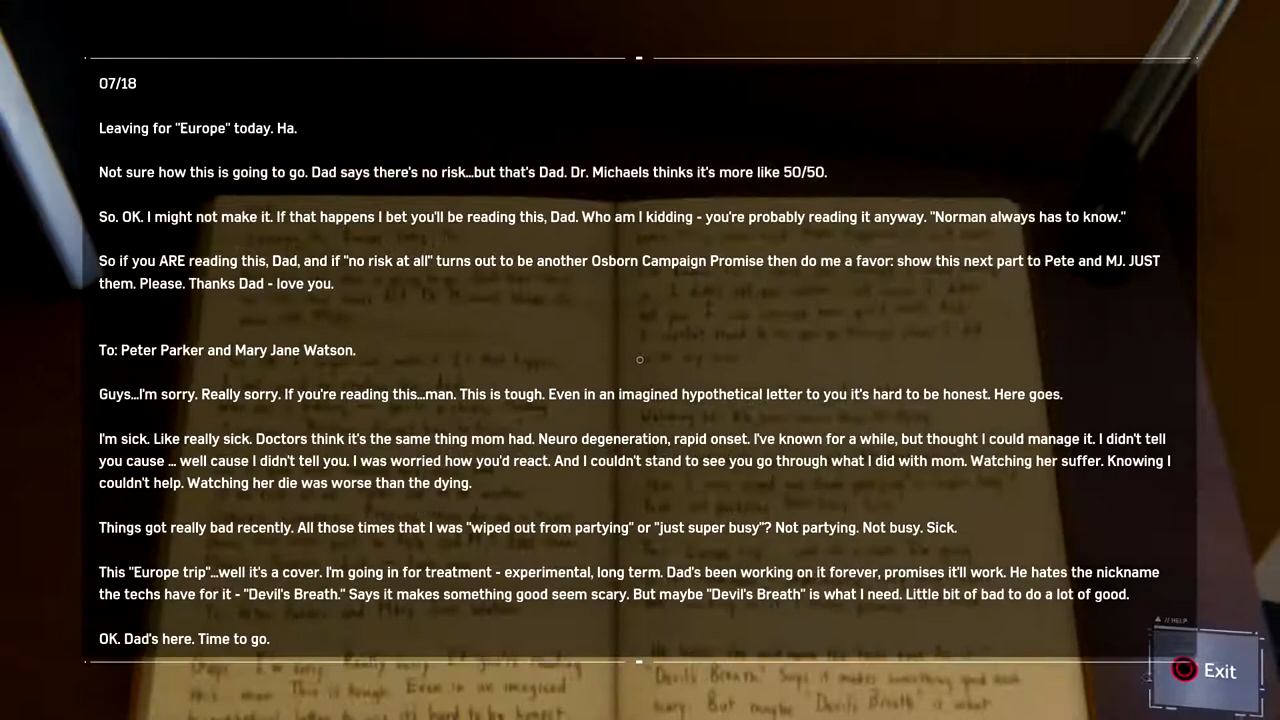 07/18
Leaving for "Europe" today. Ha.
Not sure how this is going to go. Dad says there's no risk...but that's Dad. Dr. Michaels thinks it's more like 50/50.
So. OK. I might not make it. If that happens I bet you'll be reading this, Dad. Who am I kidding - you're probably reading it anyway. "Norman always has to know."
So if you ARE reading this, Dad, and if "no risk at all" turns out to be another Osborn Campaign Promise then do me a favor: show this next part to Pete and MJ. JUST
them. Please. Thanks Dad - love you.
To: Peter Parker and Mary Jane Watson.
Guys...I'm sorry. Really sorry. If you're reading this...man. This is tough. Even in an imagined hypothetical letter to you it's hard to be honest. Here goes.
I'm sick. Like really sick. Doctors think it's the same thing mom had. Neuro degeneration, rapid onset. I've known for a while, but thought I could manage it. I didn't tell
you cause ... well cause I didn't tell you. I was worried how you'd react. And I couldn't stand to see you go through what I did with mom. Watching her suffer. Knowing I
couldn't help. Watching her die was worse than the dying.
Things got really bad recently. All those times that I was "wiped out from partying" or "just super busy"? Not partying. Not busy. Sick.
This "Europe trip"...well it's a cover. I'm going in for treatment - experimental, long term. Dad's been working on it forever, promises it'll work. He hates the nickname
the techs have for it - "Devil's Breath." Says it makes something good seem scary. But maybe "Devil's Breath" is what I need. Little bit of bad to do a lot of good.
OK. Dad's here. Time to go.
// HELP
Exit